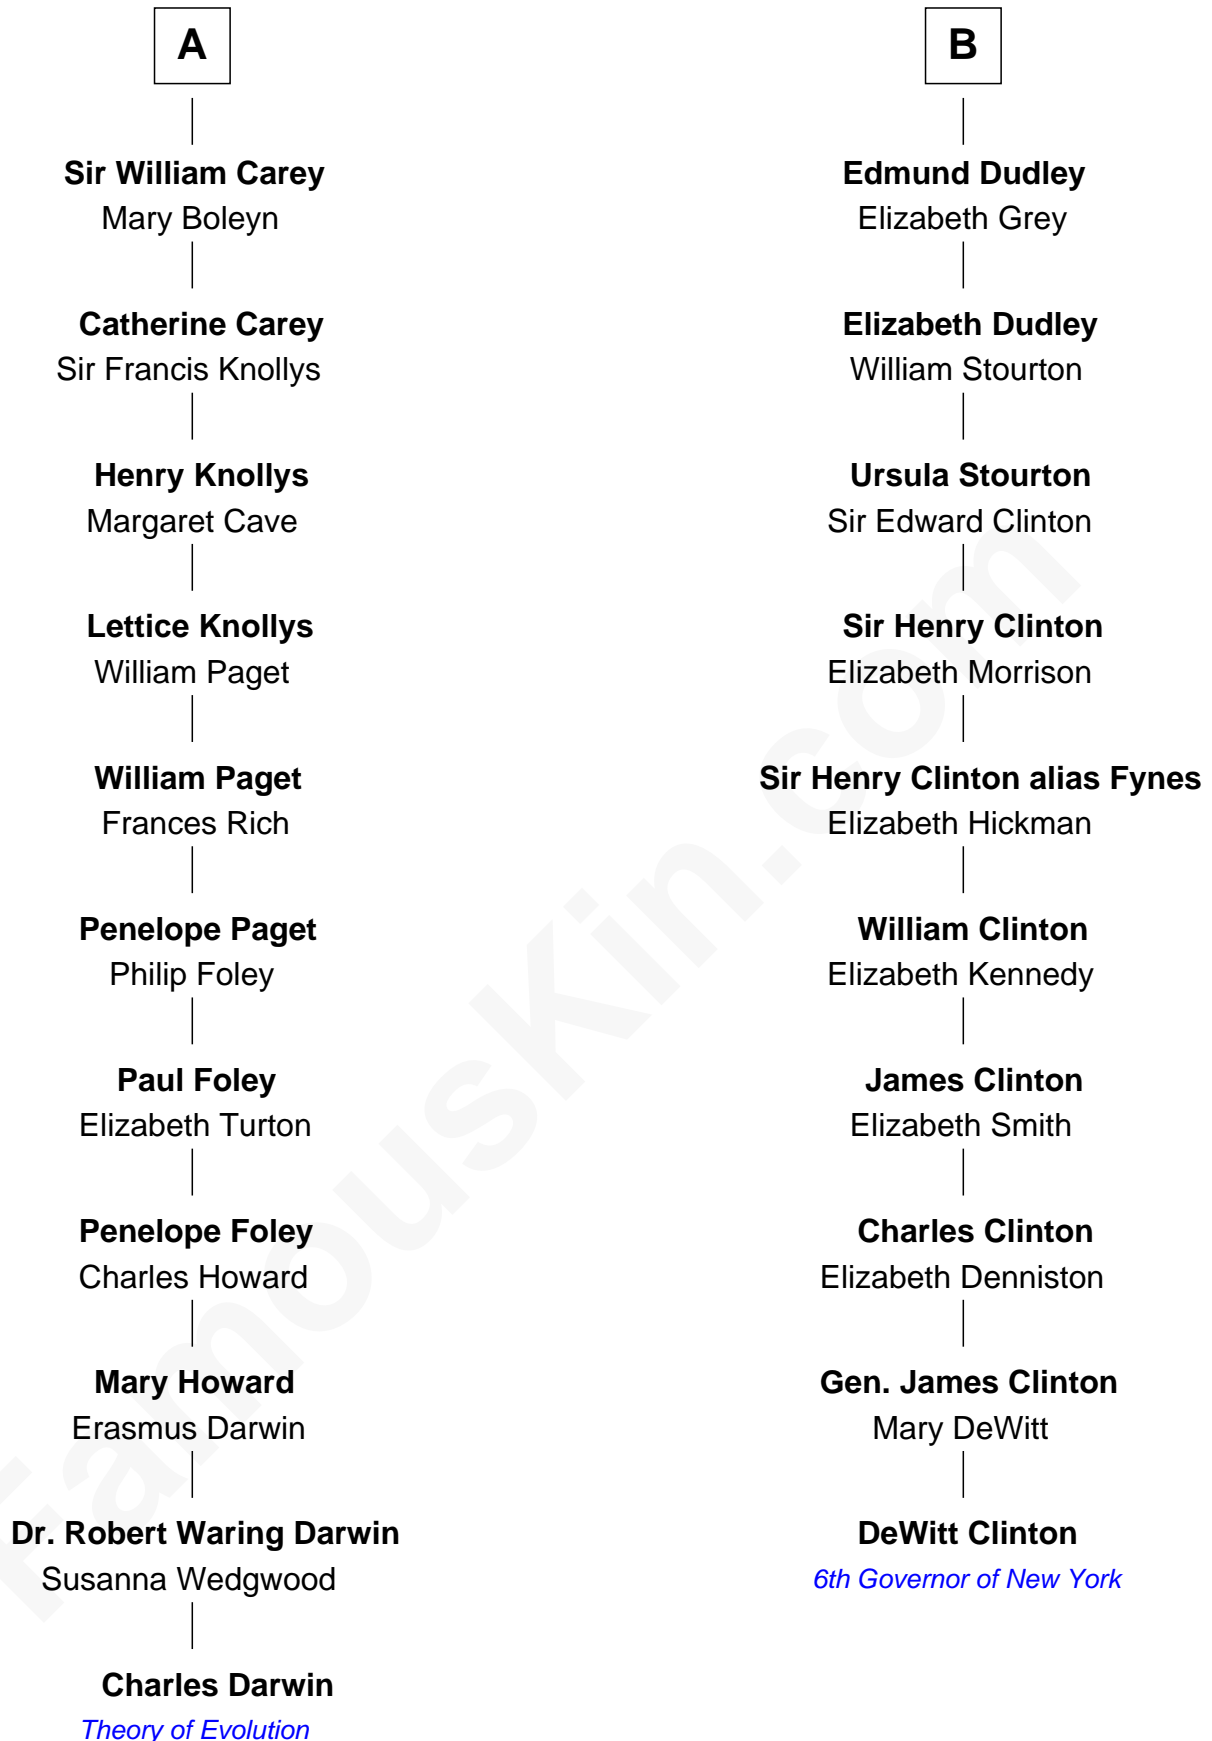 A
Sir William Carey
Mary Boleyn
Catherine Carey
Sir Francis Knollys
Henry Knollys
Margaret Cave
Lettice Knollys
William Paget
William Paget
Frances Rich
Penelope Paget
Philip Foley
Paul Foley
Elizabeth Turton
Penelope Foley
Charles Howard
Mary Howard
Erasmus Darwin
Dr. Robert Waring Darwin
Susanna Wedgwood
Charles Darwin
Theory of Evolution
B
Edmund Dudley
Elizabeth Grey
Elizabeth Dudley
William Stourton
Ursula Stourton
Sir Edward Clinton
Sir Henry Clinton
Elizabeth Morrison
Sir Henry Clinton alias Fynes
Elizabeth Hickman
William Clinton
Elizabeth Kennedy
James Clinton
Elizabeth Smith
Charles Clinton
Elizabeth Denniston
Gen. James Clinton
Mary DeWitt
DeWitt Clinton
6th Governor of New York
FamousKin.com